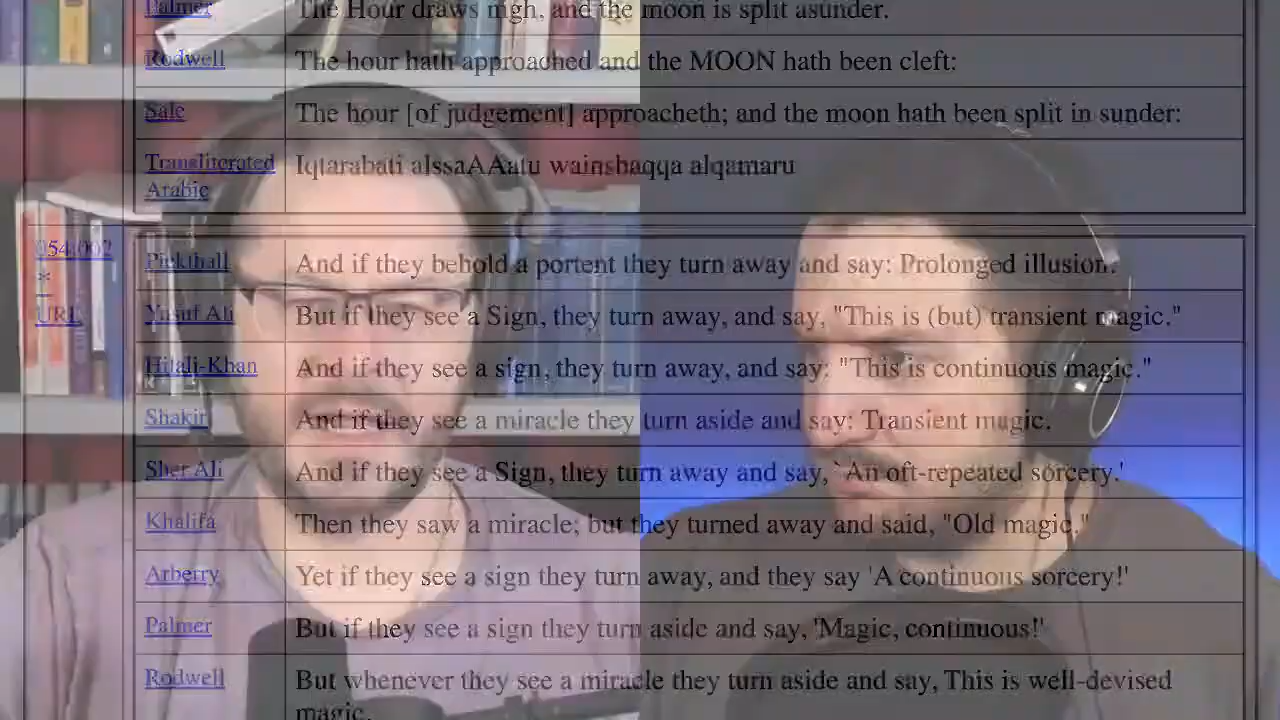 Palmer The Hour draws nigh, and the moon is split asunder.
Rodwell The hour hath approached and the MOON hath been cleft:
Sale The hour [of judgement] approacheth; and the moon hath been split in sunder:
Transliterated Iqtarabati alssaAAatu wainshaqqa alqamaru
Arabic
054:002 Pickthall And if they behold a portent they turn away and say: Prolonged illusion.
*
URL Yusuf Ali But if they see a Sign, they turn away, and say, "This is (but) transient magic."
Hilali-Khan And if they see a sign, they turn away, and say: "This is continuous magic."
Shakir And if they see a miracle they turn aside and say: Transient magic.
Sher Ali And if they see a Sign, they turn away and say, `An oft-repeated sorcery.'
Khalifa Then they saw a miracle; but they turned away and said, "Old magic."
Arberry Yet if they see a sign they turn away, and they say 'A continuous sorcery!'
Palmer But if they see a sign they turn aside and say, 'Magic, continuous!'
Rodwell But whenever they see a miracle they turn aside and say, This is well-devised
magic.